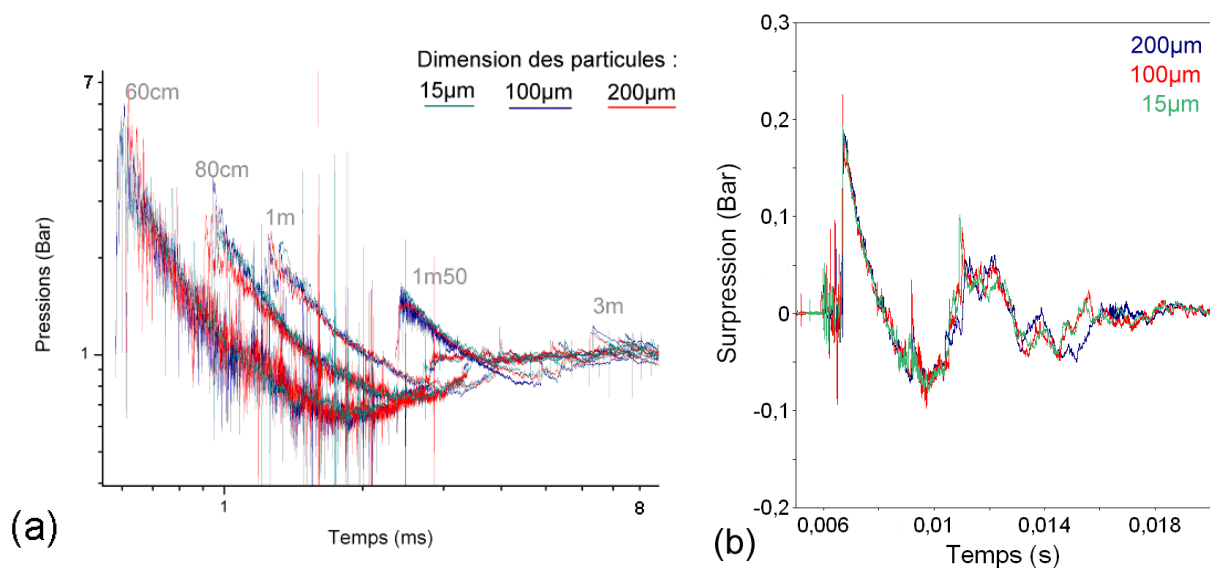 Dimension des particules :
15µm 100µm 200µm
7
60cm
80cm
1m
1m50
3m
1
Pressions (Bar)
1
8
Temps (ms)
(a)
0,3
0,2
0,1
0
-0,1
-0,2
200µm
100µm
15µm
Surpression (Bar)
0,006 0,01 0,014 0,018
Temps (s)
(b)